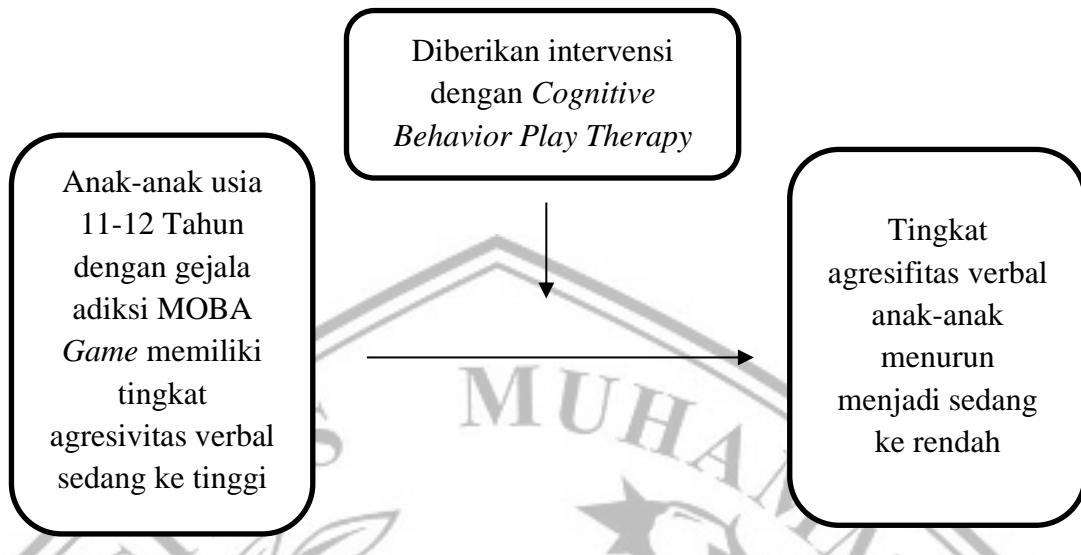 Diberikan intervensi
dengan Cognitive
Behavior Play Therapy
Anak-anak usia
11-12 Tahun
dengan gejala
adiksi MOBA
Game memiliki
tingkat
agresivitas verbal
sedang ke tinggi
Tingkat
agresifitas verbal
anak-anak
menurun
menjadi sedang
ke rendah
MUHAM